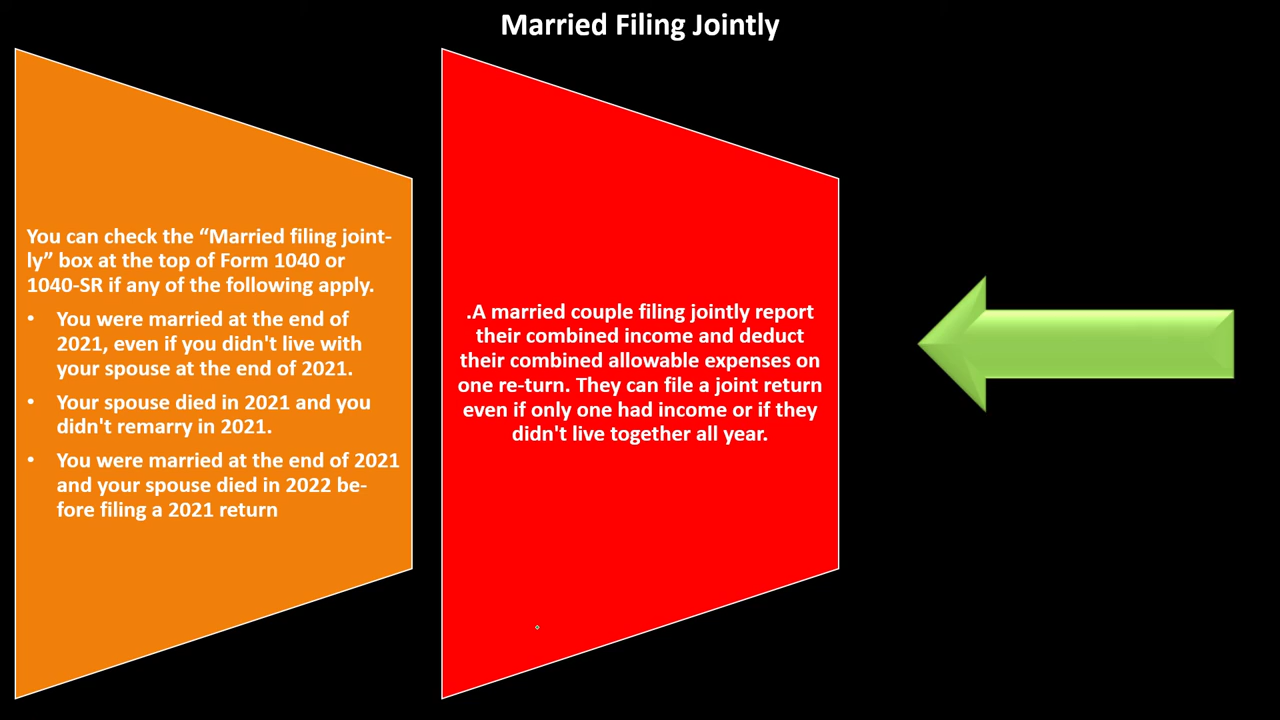 Married Filing Jointly
You can check the “Married filing joint-
ly” box at the top of Form 1040 or
1040-SR if any of the following apply.
• You were married at the end of
2021, even if you didn't live with
your spouse at the end of 2021.
• Your spouse died in 2021 and you
didn't remarry in 2021.
• You were married at the end of 2021
and your spouse died in 2022 be-
fore filing a 2021 return
.A married couple filing jointly report
their combined income and deduct
their combined allowable expenses on
one re-turn. They can file a joint return
even if only one had income or if they
didn't live together all year.